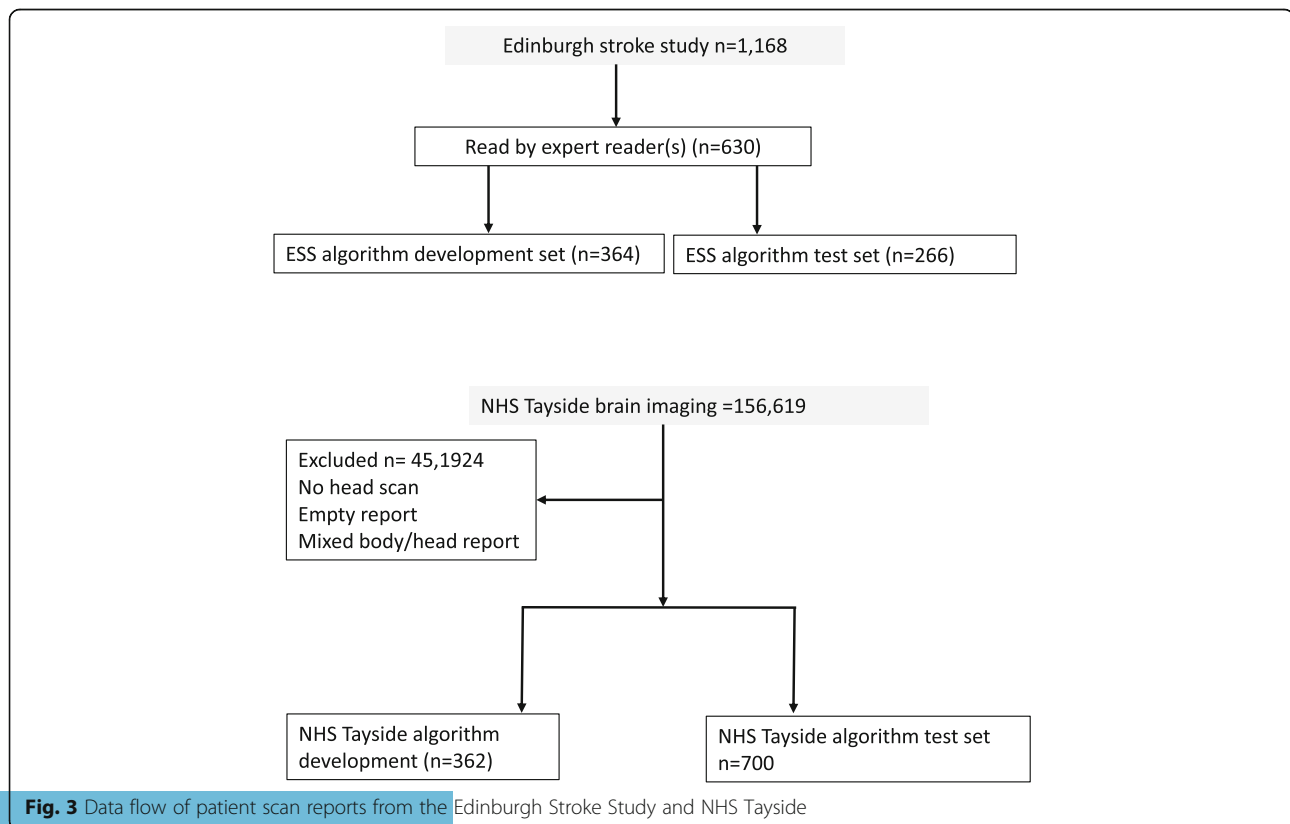 Edinburgh stroke study n=1,168
Read by expert reader(s) (n=630)
ESS algorithm development set (n=364)
ESS algorithm test set (n=266)
NHS Tayside brain imaging =156,619
Excluded n= 45,1924
No head scan
Empty report
Mixed body/head report
NHS Tayside algorithm
development (n=362)
NHS Tayside algorithm test set
n=700
Fig. 3 Data flow of patient scan reports from the Edinburgh Stroke Study and NHS Tayside